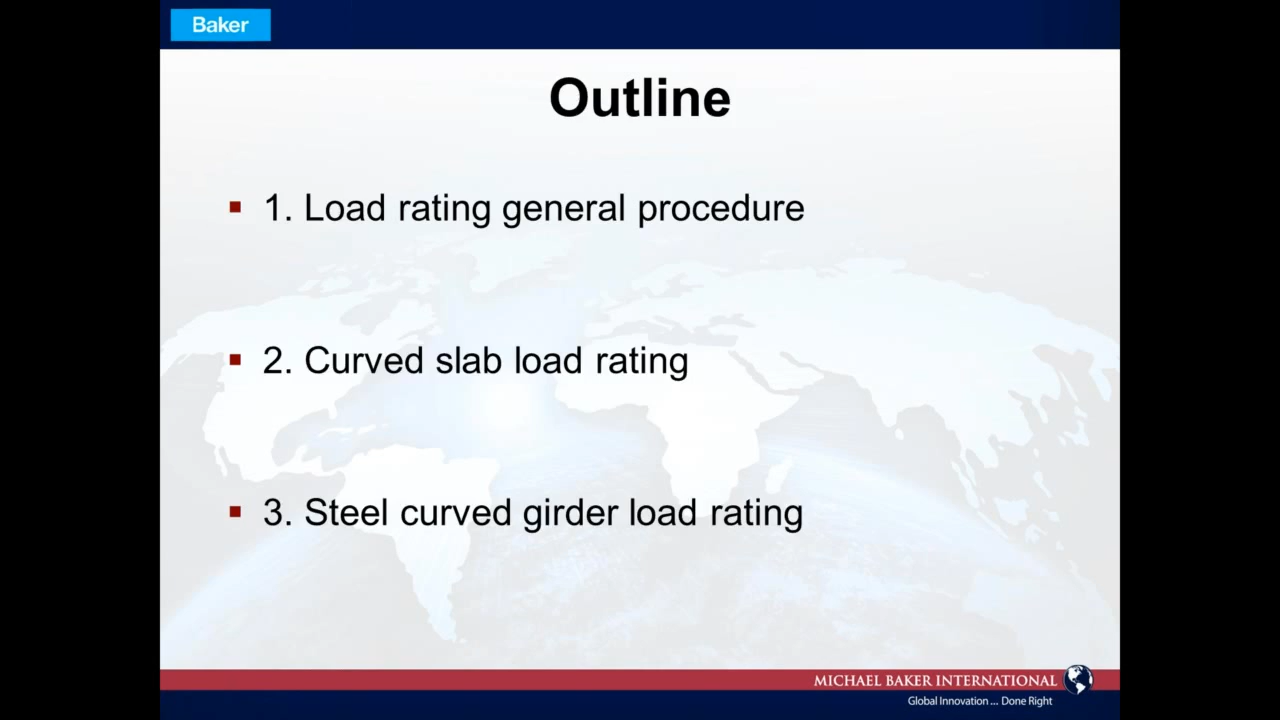 Baker
Outline
1. Load rating general procedure
2. Curved slab load rating
3. Steel curved girder load rating
MICHAEL BAKER INTERNATIONAL
Global Innovation ... Done Right